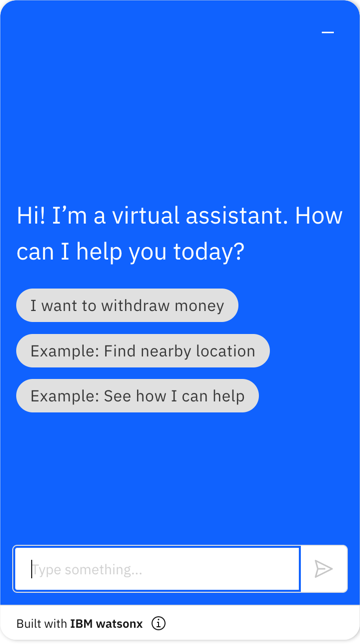 Hi! I’m a virtual assistant. How
can I help you today?
I want to withdraw money
Example: Find nearby location
Example: See how I can help
Type something...
Built with IBM watsonx